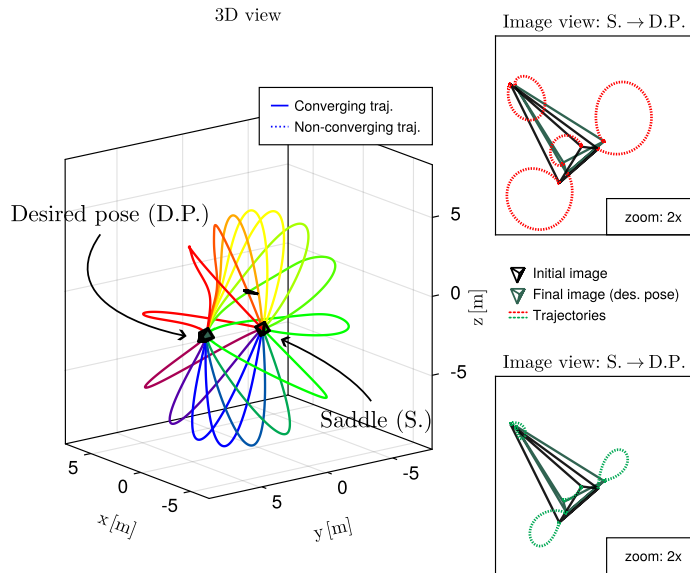 3D view
Converging traj.
Non-converging traj.
Desired pose (D.P.)
Saddle (S.)
5
0
-5
z [m]
5
0
-5
x [m]
5
0
-5
y [m]
Image view: S. → D.P.
zoom: 2x
Initial image
Final image (des. pose)
Trajectories
Image view: S. → D.P.
zoom: 2x